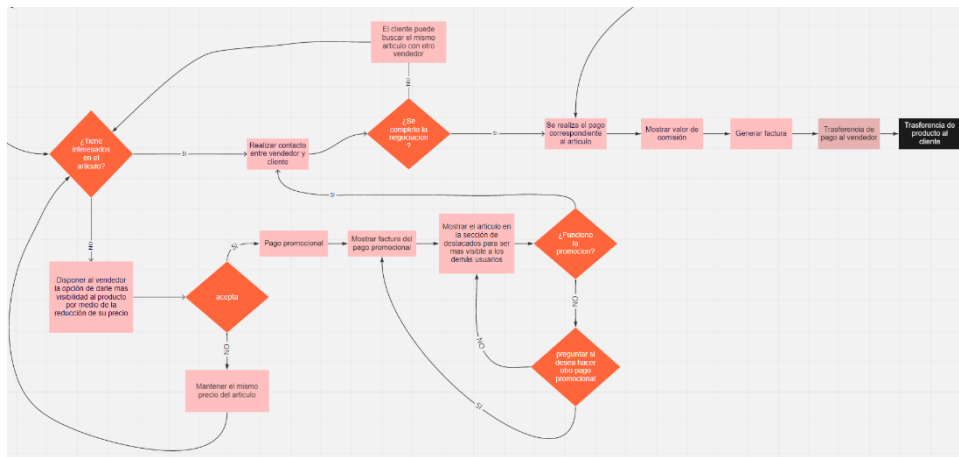 El cliente puede
buscar el mismo
articulo con otro
vendedor
NO
¿Tiene
interesados
en el
articulo?
SI
Realizar contacto
entre vendedor y
cliente
¿Se
completo la
negociacion
?
SI
Se realiza el pago
correspondiente
al articulo
Mostrar valor de
comisión
Generar factura
Trasferencia de
pago al vendedor
Trasferencia de
producto al
cliente
SI
NO
Disponer al vendedor
la opción de darle mas
visibilidad al producto
por medio de la
reducción de su precio
acepta
SI
Pago promocional
Mostrar factura del
pago promocional
Mostrar el artículo en
la sección de
destacados para ser
mas visible a los
demás usuarios
¿Funciono
la
promocion?
NO
NO
Mantener el mismo
precio del articulo
NO
preguntar si
desea hacer
otro pago
promocional
SI